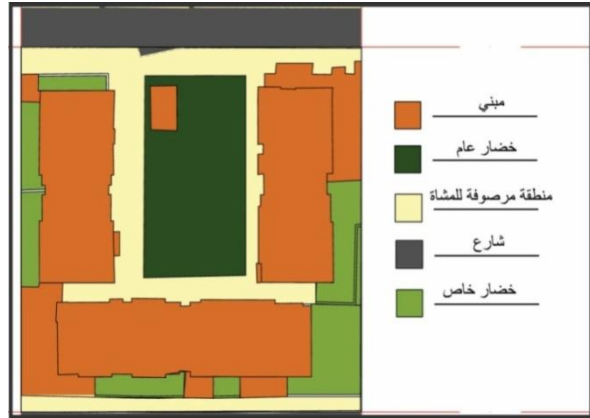 مبني
خضار عام
منطقة مرصوفة للمشاة
شارع
خضار خاص